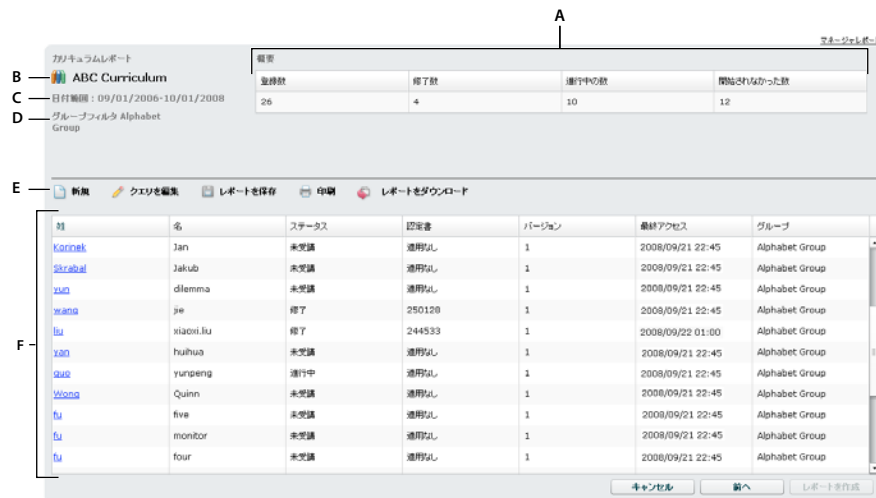 A
マネージャレポー
カリキュラムレポート
概要
B
ABC Curriculum
登録数 修了数 進行中の数 開始されなかった数
C
日付範囲：09/01/2006-10/01/2008
26 4 10 12
D
グループフィルタ Alphabet
Group
E
新規 クエリを編集 レポートを保存 印刷 レポートをダウンロード
姓 名 ステータス 認定書 バージョン 最終アクセス グループ
Korinek Jan 未受講 適用なし 1 2008/09/21 22:45 Alphabet Group
Skrabal Jakub 未受講 適用なし 1 2008/09/21 22:45 Alphabet Group
yun dilemma 未受講 適用なし 1 2008/09/21 22:45 Alphabet Group
wang jie 修了 250128 1 2008/09/21 22:45 Alphabet Group
liu xiaoxi.liu 修了 244533 1 2008/09/22 01:00 Alphabet Group
F
yan huihua 未受講 適用なし 1 2008/09/21 22:45 Alphabet Group
guo yunpeng 進行中 適用なし 1 2008/09/21 22:45 Alphabet Group
Wong Quinn 未受講 適用なし 1 2008/09/21 22:45 Alphabet Group
fu five 未受講 適用なし 1 2008/09/21 22:45 Alphabet Group
fu monitor 未受講 適用なし 1 2008/09/21 22:45 Alphabet Group
fu four 未受講 適用なし 1 2008/09/21 22:45 Alphabet Group
キャンセル 前へ レポートを作成